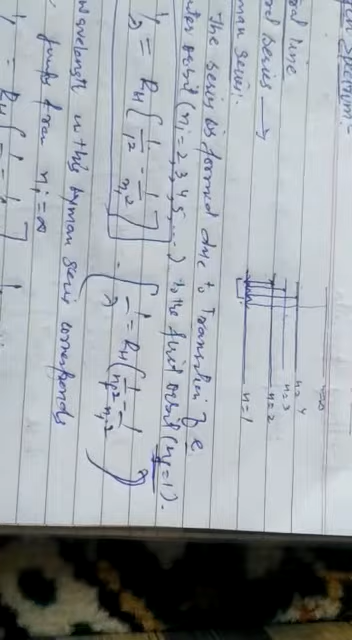 Spectrum =
line
series →
man series:
The series is formed due to Transition of e
orbit (ni = 2, 3, 4, 5, ----) to the first orbit (nf = 1).
1/λ = RH [1/1² - 1/ni²]
(1/λ = RH (1/nf² - 1/ni²))
wavelength in the lyman series corresponds
jumps from ni = ∞
1/λ = RH [
n = 4
n = 3
n = 2
n = 1